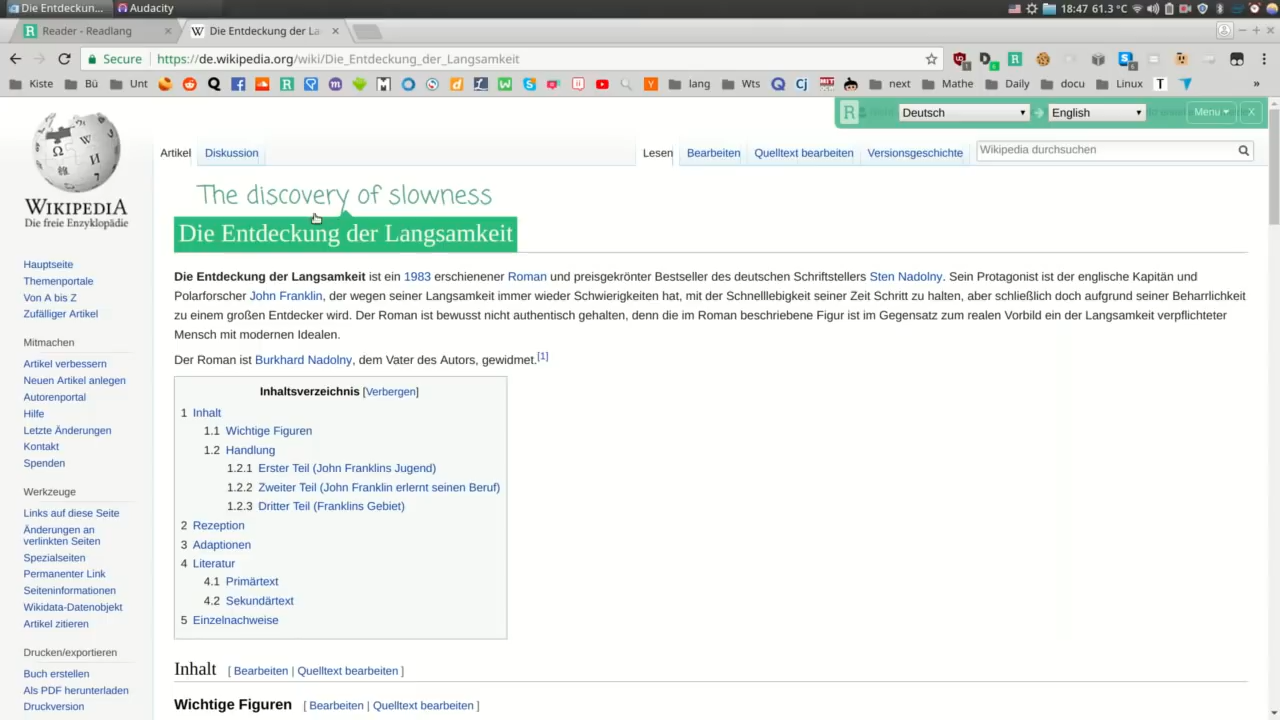 Die Entdeckun...
Audacity
18:47 61.3 °C
Reader - Readlang
Die Entdeckung der La
Secure
https://de.wikipedia.org/wiki/Die_Entdeckung_der_Langsamkeit
Kiste
Bü
Unt
lang
Wts
next
Mathe
Daily
docu
Linux
Deutsch
English
Menu
X
WIKIPEDIA
Die freie Enzyklopädie
Artikel
Diskussion
Lesen
Bearbeiten
Quelltext bearbeiten
Versionsgeschichte
Wikipedia durchsuchen
The discovery of slowness
Die Entdeckung der Langsamkeit
Die Entdeckung der Langsamkeit ist ein 1983 erschienener Roman und preisgekrönter Bestseller des deutschen Schriftstellers Sten Nadolny. Sein Protagonist ist der englische Kapitän und
Polarforscher John Franklin, der wegen seiner Langsamkeit immer wieder Schwierigkeiten hat, mit der Schnelllebigkeit seiner Zeit Schritt zu halten, aber schließlich doch aufgrund seiner Beharrlichkeit
zu einem großen Entdecker wird. Der Roman ist bewusst nicht authentisch gehalten, denn die im Roman beschriebene Figur ist im Gegensatz zum realen Vorbild ein der Langsamkeit verpflichteter
Mensch mit modernen Idealen.
Der Roman ist Burkhard Nadolny, dem Vater des Autors, gewidmet.[1]
Inhaltsverzeichnis [Verbergen]
1 Inhalt
1.1 Wichtige Figuren
1.2 Handlung
1.2.1 Erster Teil (John Franklins Jugend)
1.2.2 Zweiter Teil (John Franklin erlernt seinen Beruf)
1.2.3 Dritter Teil (Franklins Gebiet)
2 Rezeption
3 Adaptionen
4 Literatur
4.1 Primärtext
4.2 Sekundärtext
5 Einzelnachweise
Inhalt [ Bearbeiten | Quelltext bearbeiten ]
Wichtige Figuren [ Bearbeiten | Quelltext bearbeiten ]
Hauptseite
Themenportale
Von A bis Z
Zufälliger Artikel
Mitmachen
Artikel verbessern
Neuen Artikel anlegen
Autorenportal
Hilfe
Letzte Änderungen
Kontakt
Spenden
Werkzeuge
Links auf diese Seite
Änderungen an
verlinkten Seiten
Spezialseiten
Permanenter Link
Seiteninformationen
Wikidata-Datenobjekt
Artikel zitieren
Drucken/exportieren
Buch erstellen
Als PDF herunterladen
Druckversion